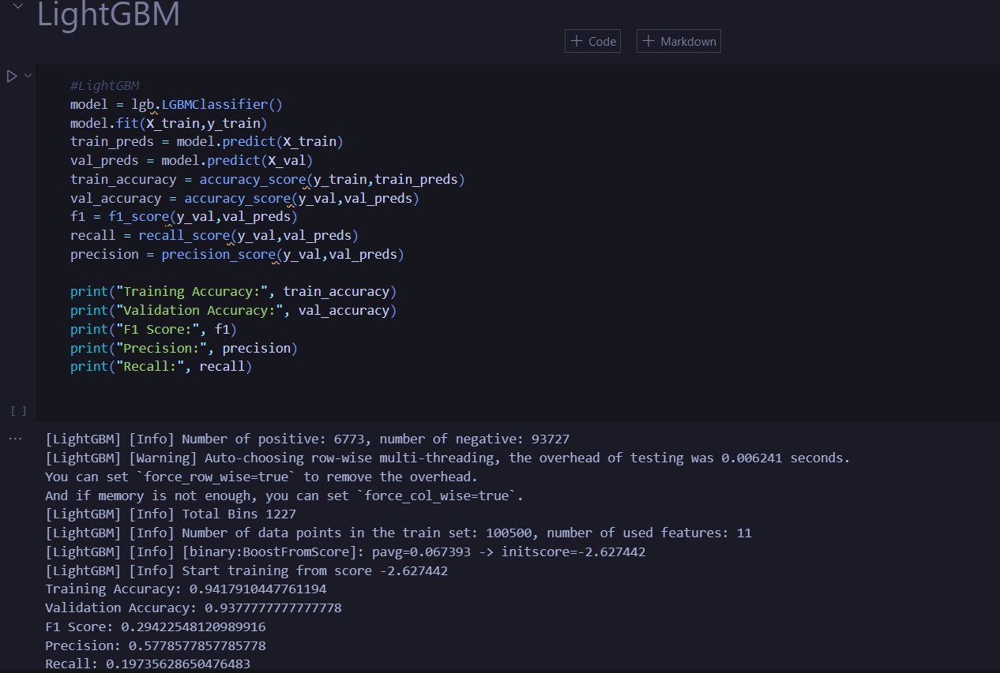 LightGBM
+ Code + Markdown
#LightGBM
model = lgb.LGBMClassifier()
model.fit(X_train,y_train)
train_preds = model.predict(X_train)
val_preds = model.predict(X_val)
train_accuracy = accuracy_score(y_train,train_preds)
val_accuracy = accuracy_score(y_val,val_preds)
f1 = f1_score(y_val,val_preds)
recall = recall_score(y_val,val_preds)
precision = precision_score(y_val,val_preds)
print("Training Accuracy:", train_accuracy)
print("Validation Accuracy:", val_accuracy)
print("F1 Score:", f1)
print("Precision:", precision)
print("Recall:", recall)
[ ]
...
[LightGBM] [Info] Number of positive: 6773, number of negative: 93727
[LightGBM] [Warning] Auto-choosing row-wise multi-threading, the overhead of testing was 0.006241 seconds.
You can set `force_row_wise=true` to remove the overhead.
And if memory is not enough, you can set `force_col_wise=true`.
[LightGBM] [Info] Total Bins 1227
[LightGBM] [Info] Number of data points in the train set: 100500, number of used features: 11
[LightGBM] [Info] [binary:BoostFromScore]: pavg=0.067393 -> initscore=-2.627442
[LightGBM] [Info] Start training from score -2.627442
Training Accuracy: 0.9417910447761194
Validation Accuracy: 0.9377777777777778
F1 Score: 0.29422548120989916
Precision: 0.5778577857785778
Recall: 0.19735628650476483